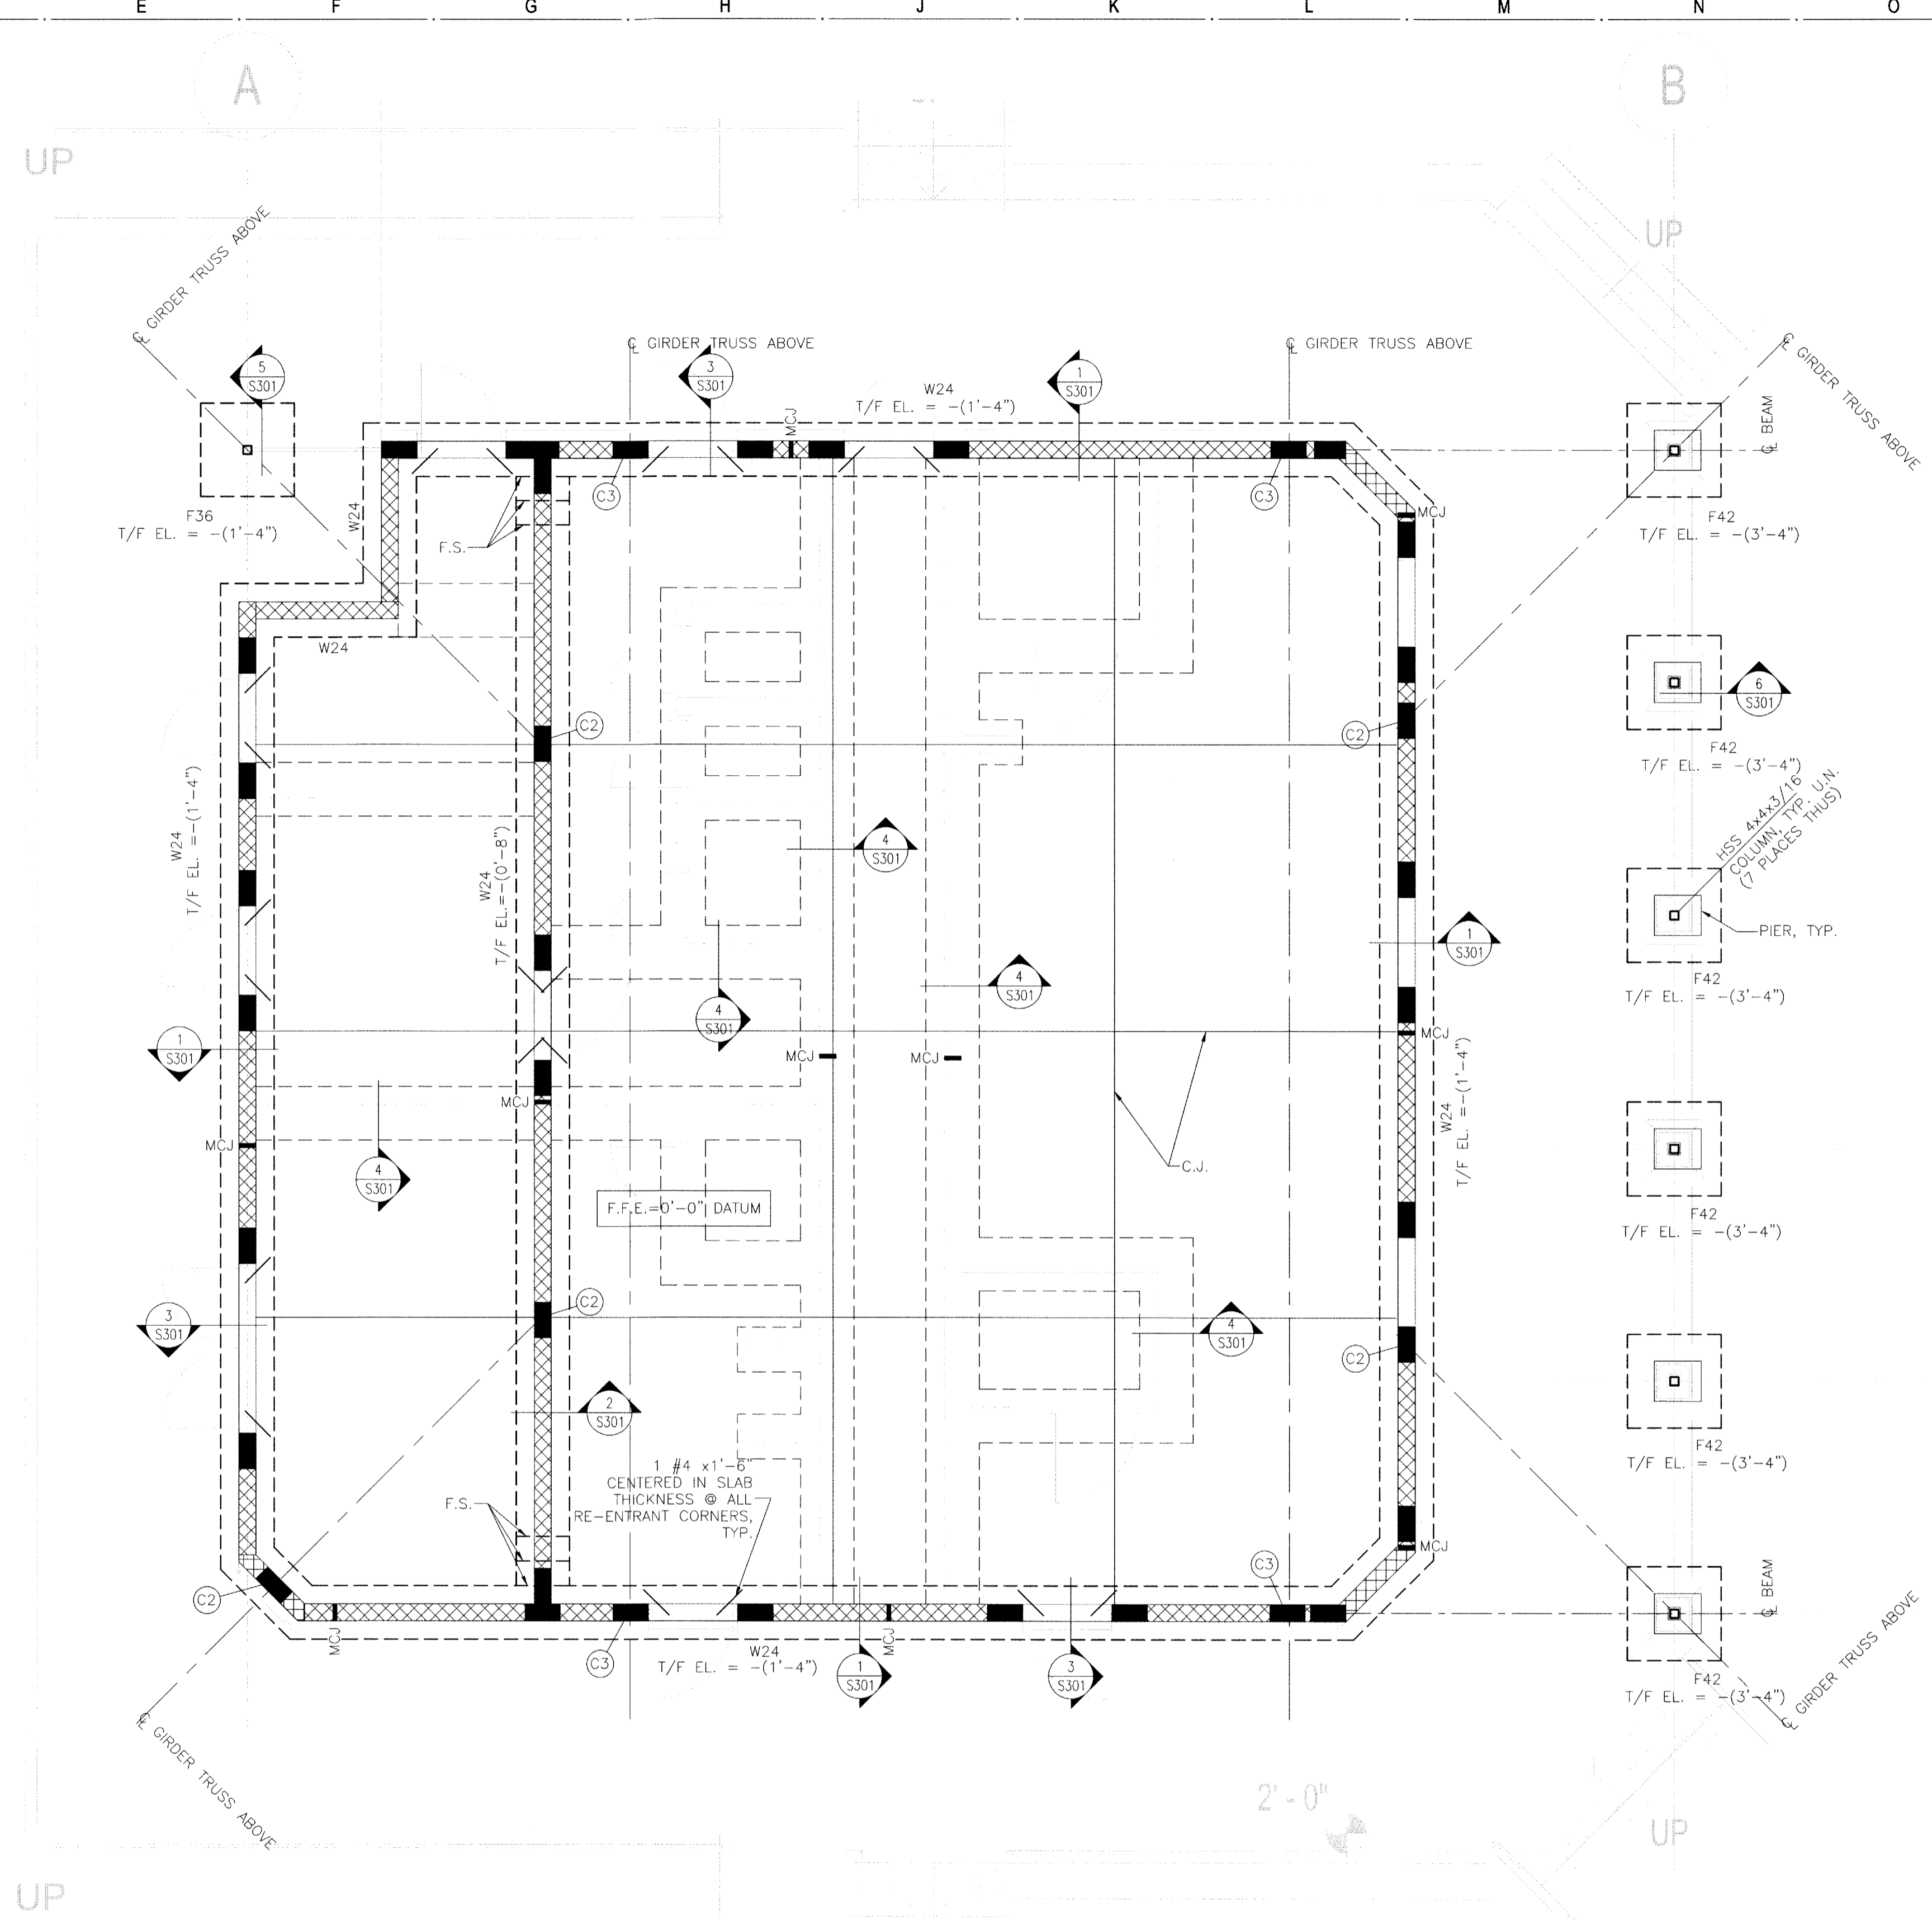 E F G H J K L M N O
A
B
UP
UP
℄ GIRDER TRUSS ABOVE
℄ GIRDER TRUSS ABOVE
℄ GIRDER TRUSS ABOVE
℄ GIRDER TRUSS ABOVE
5
S301
3
S301
1
S301
W24
T/F EL. = -(1'-4")
MCJ
℄ BEAM
F36
T/F EL. = -(1'-4")
W24
F.S.
C3
C3
MCJ
F42
T/F EL. = -(3'-4")
W24
C2
C2
6
S301
F42
T/F EL. = -(3'-4")
HSS 4x4x3/16
COLUMN, TYP. U.N.
(7 PLACES THUS)
W24
T/F EL.=-(1'-4")
W24
T/F EL.=-(0'-8")
4
S301
1
S301
PIER, TYP.
F42
T/F EL. = -(3'-4")
4
S301
4
S301
1
S301
MCJ
MCJ
MCJ
W24
T/F EL.=-(1'-4")
MCJ
MCJ
4
S301
C.J.
F.F.E.=0'-0" DATUM
F42
T/F EL. = -(3'-4")
3
S301
C2
4
S301
C2
2
S301
F42
T/F EL. = -(3'-4")
1 #4 x1'-6"
CENTERED IN SLAB
THICKNESS @ ALL
RE-ENTRANT CORNERS,
TYP.
F.S.
C2
C3
MCJ
℄ BEAM
MCJ
C3
W24
T/F EL. = -(1'-4")
1
S301
MCJ
3
S301
F42
T/F EL. = -(3'-4")
℄ GIRDER TRUSS ABOVE
℄ GIRDER TRUSS ABOVE
2'-0"
UP
UP